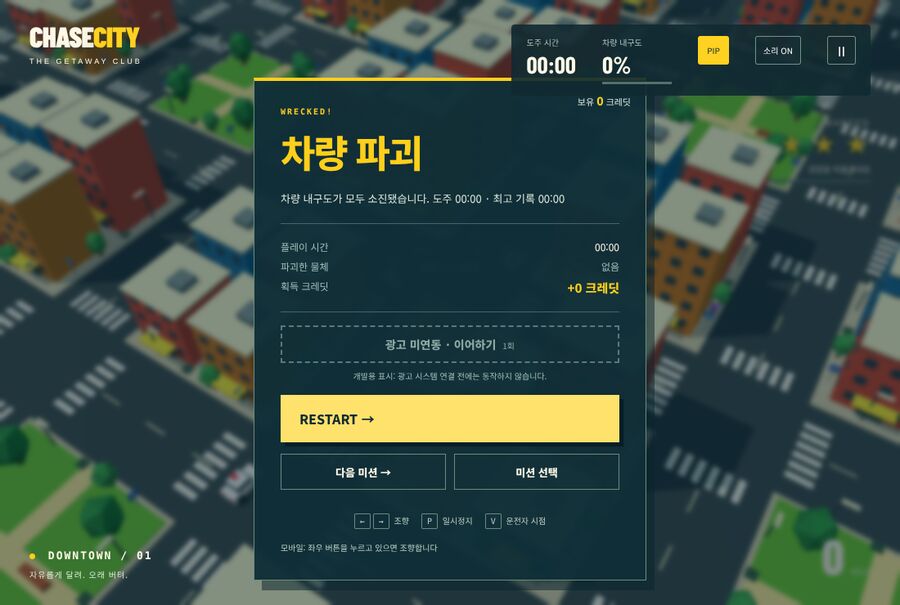 CHASECITY
THE GETAWAY CLUB
도주 시간
00:00
차량 내구도
0%
PIP
소리 ON
보유 0 크레딧
WRECKED!
차량 파괴
차량 내구도가 모두 소진됐습니다. 도주 00:00 · 최고 기록 00:00
플레이 시간 00:00
파괴한 물체 없음
획득 크레딧 +0 크레딧
광고 미연동 · 이어하기 1회
개발용 표시: 광고 시스템 연결 전에는 동작하지 않습니다.
RESTART →
다음 미션 →
미션 선택
← → 조향 P 일시정지 V 운전자 시점
모바일: 좌우 버튼을 누르고 있으면 조향합니다
DOWNTOWN / 01
자유롭게 달려. 오래 버텨.
0